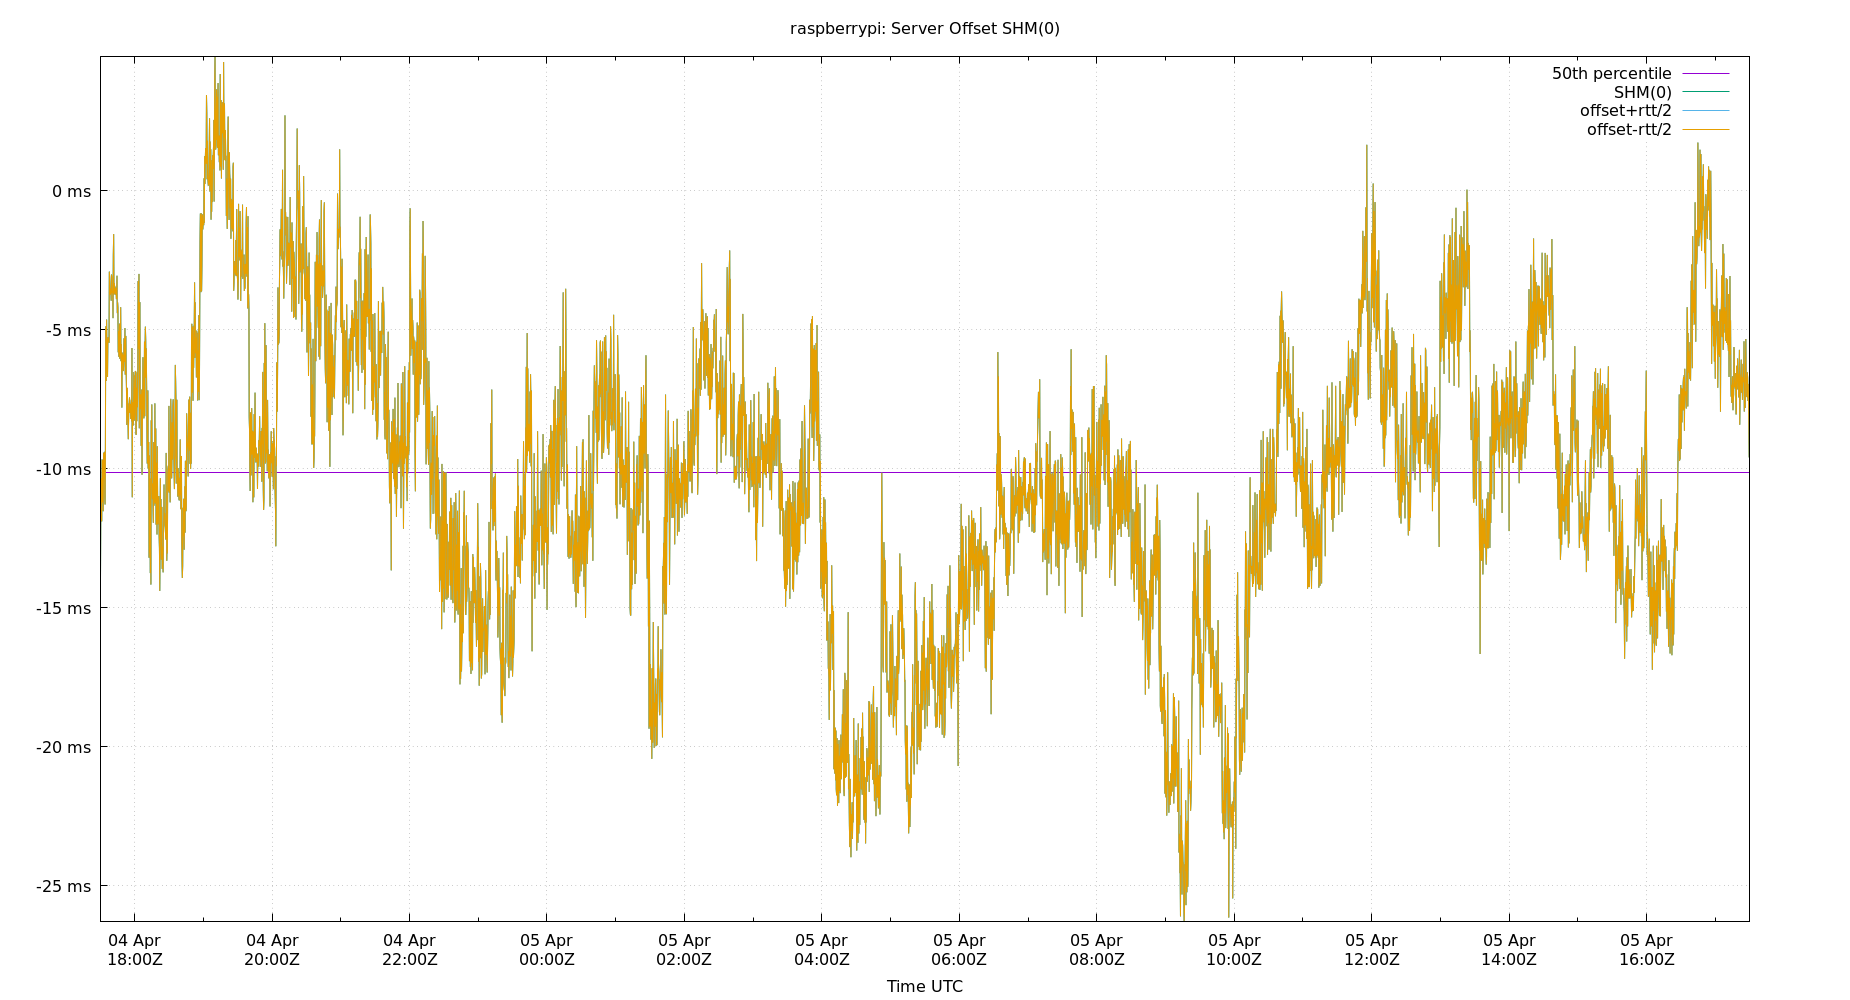 raspberrypi: Server Offset SHM(0)
50th percentile
SHM(0)
offset+rtt/2
offset-rtt/2
0 ms
-5 ms
-10 ms
-15 ms
-20 ms
-25 ms
04 Apr 04 Apr 04 Apr 05 Apr 05 Apr 05 Apr 05 Apr 05 Apr 05 Apr 05 Apr 05 Apr 05 Apr
18:00Z 20:00Z 22:00Z 00:00Z 02:00Z 04:00Z 06:00Z 08:00Z 10:00Z 12:00Z 14:00Z 16:00Z
Time UTC